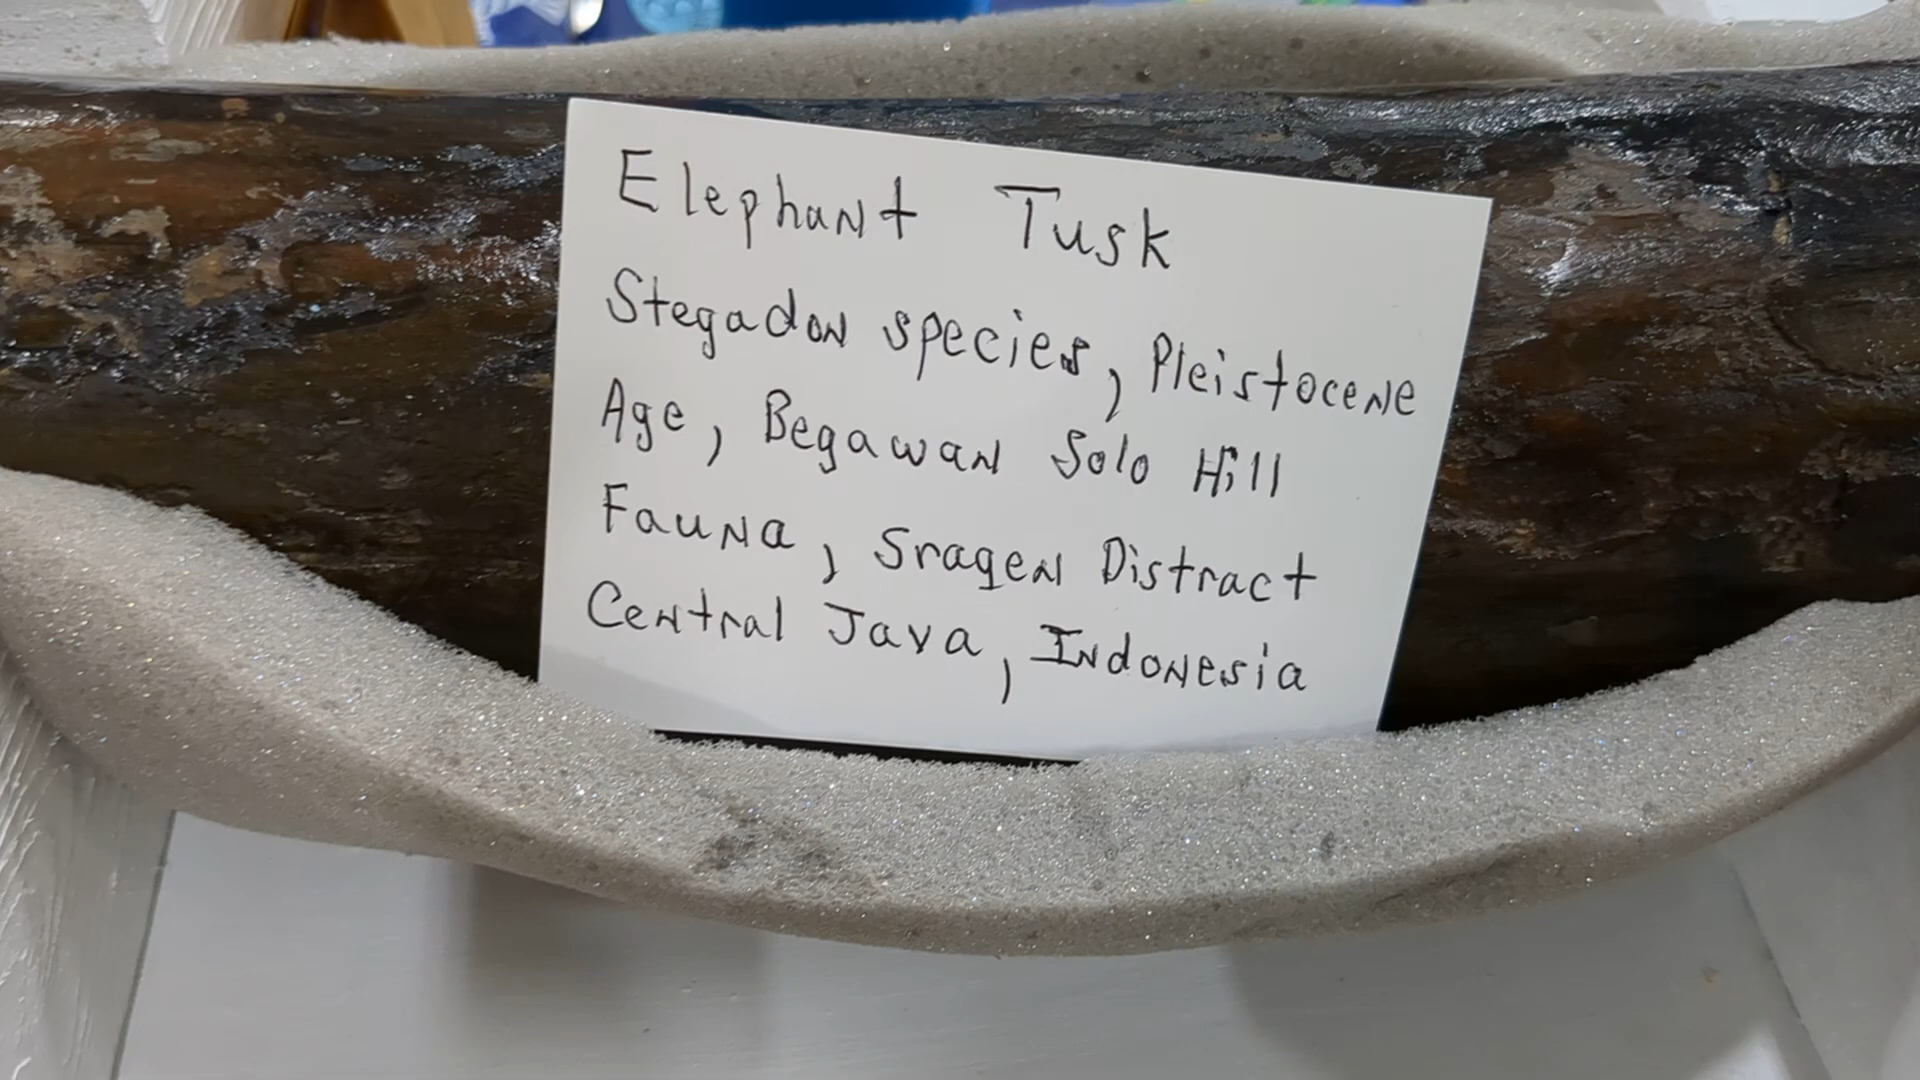 Elephant Tusk
Stegadon species, Pleistocene
Age, Begawan Solo Hill
Fauna, Sragen Distract
Central Java, Indonesia